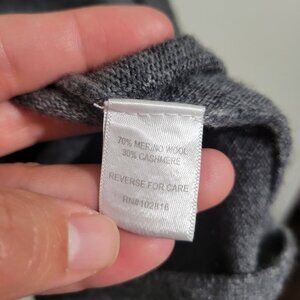 70% MERINO WOOL
30% CASHMERE
REVERSE FOR CARE
RN#102816